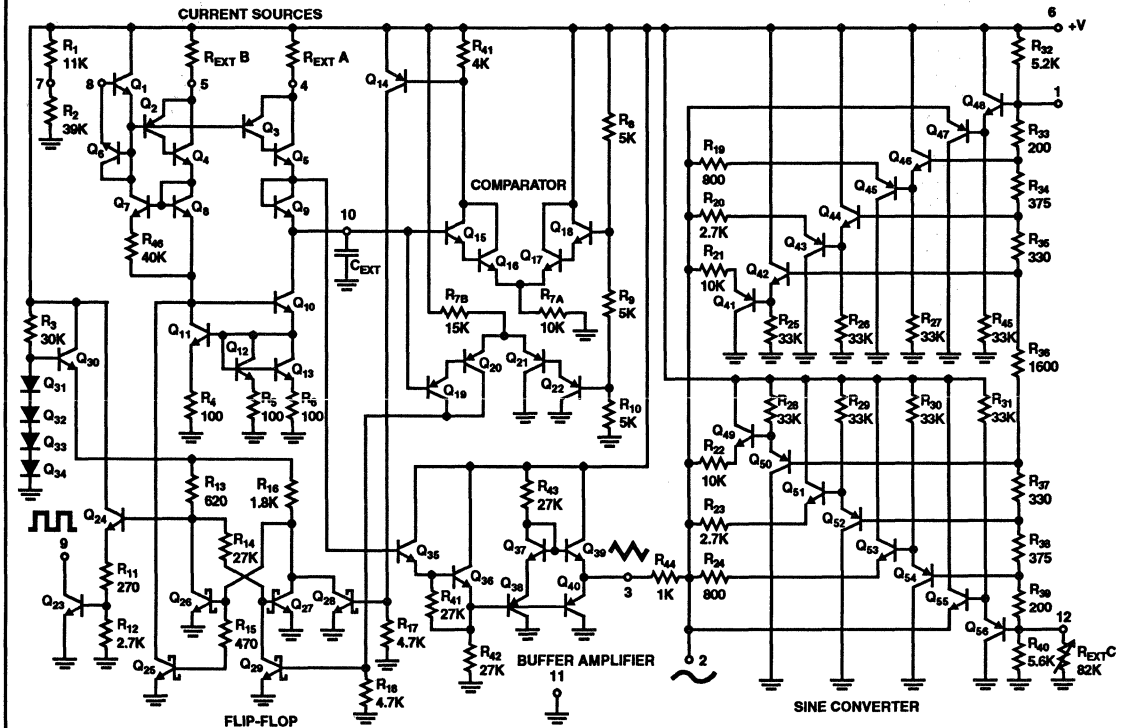 CURRENT SOURCES
6
+V
R1
11K
REXT B
REXT A
R41
4K
R32
5.2K
7
8
Q1
5
4
Q14
R2
39K
Q2
Q3
R8
5K
Q48
1
Q47
R33
200
Q6
Q4
Q5
R19
800
Q46
COMPARATOR
Q45
R34
375
Q7
Q8
Q9
R20
2.7K
Q44
10
Q15
Q18
Q43
R35
330
R46
40K
CEXT
Q16
Q17
R21
10K
Q42
Q41
R3
30K
Q10
R7B
15K
R7A
10K
R9
5K
R25
33K
R26
33K
R27
33K
R45
33K
Q30
Q11
Q12
Q13
Q20
Q21
R36
1600
Q31
Q19
Q22
Q32
R4
100
R5
100
R6
100
R10
5K
R28
33K
R29
33K
R30
33K
R31
33K
Q33
Q49
Q34
R22
10K
Q50
R13
620
R16
1.8K
R43
27K
Q51
R37
330
Q24
R23
2.7K
Q52
9
R14
27K
Q35
Q37
Q39
Q53
R38
375
R44
1K
R24
800
R11
270
Q36
Q38
Q40
3
Q54
Q23
Q26
Q27
Q28
R41
27K
Q55
R39
200
R12
2.7K
R15
470
R17
4.7K
Q56
12
R42
27K
BUFFER AMPLIFIER
2
R40
5.6K
REXTC
82K
Q25
Q29
11
R18
4.7K
FLIP-FLOP
SINE CONVERTER